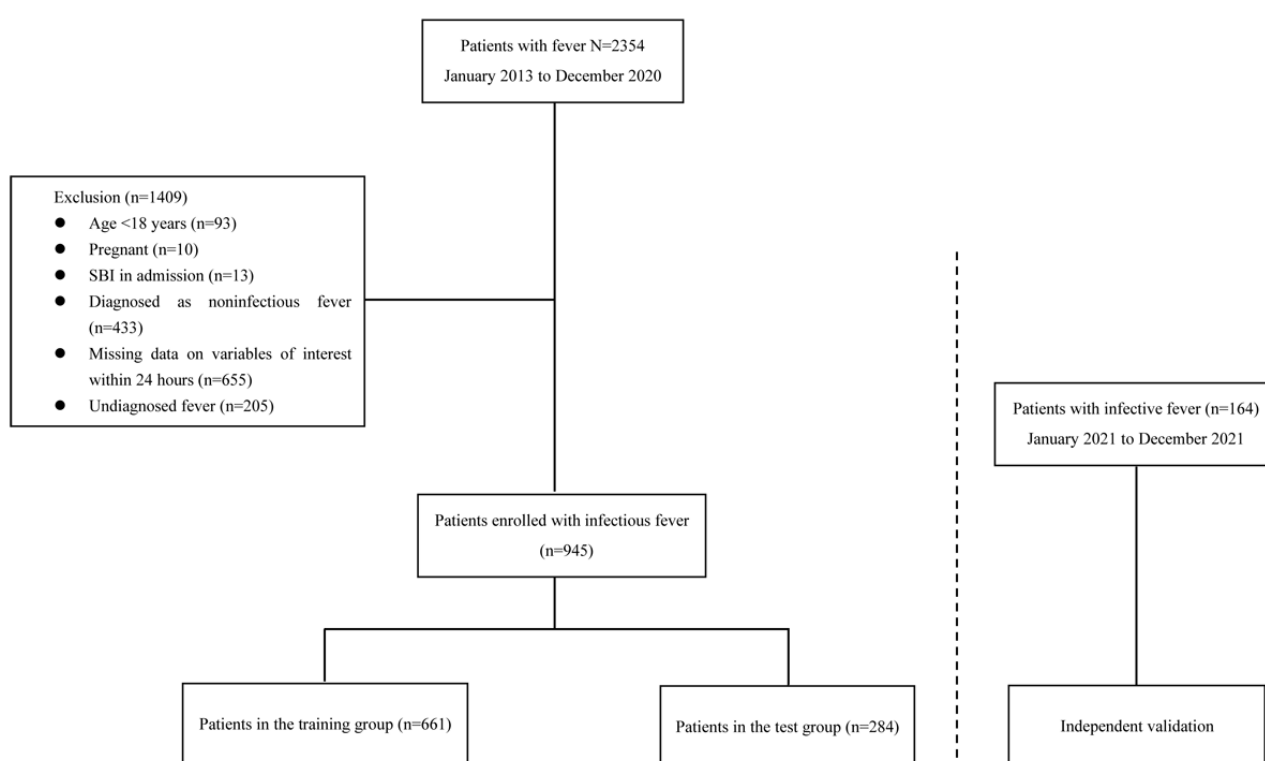 Patients with fever N=2354
January 2013 to December 2020
Exclusion (n=1409)
● Age <18 years (n=93)
● Pregnant (n=10)
● SBI in admission (n=13)
● Diagnosed as noninfectious fever
(n=433)
● Missing data on variables of interest
within 24 hours (n=655)
● Undiagnosed fever (n=205)
Patients with infective fever (n=164)
January 2021 to December 2021
Patients enrolled with infectious fever
(n=945)
Patients in the training group (n=661)
Patients in the test group (n=284)
Independent validation